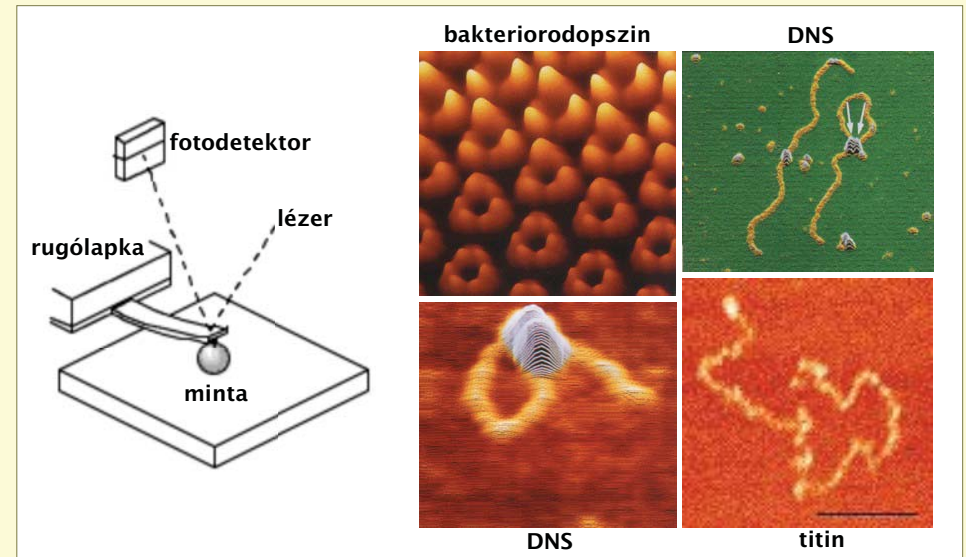 fotodetektor
lézer
rugólapka
minta
bakteriorodopszin
DNS
DNS
titin